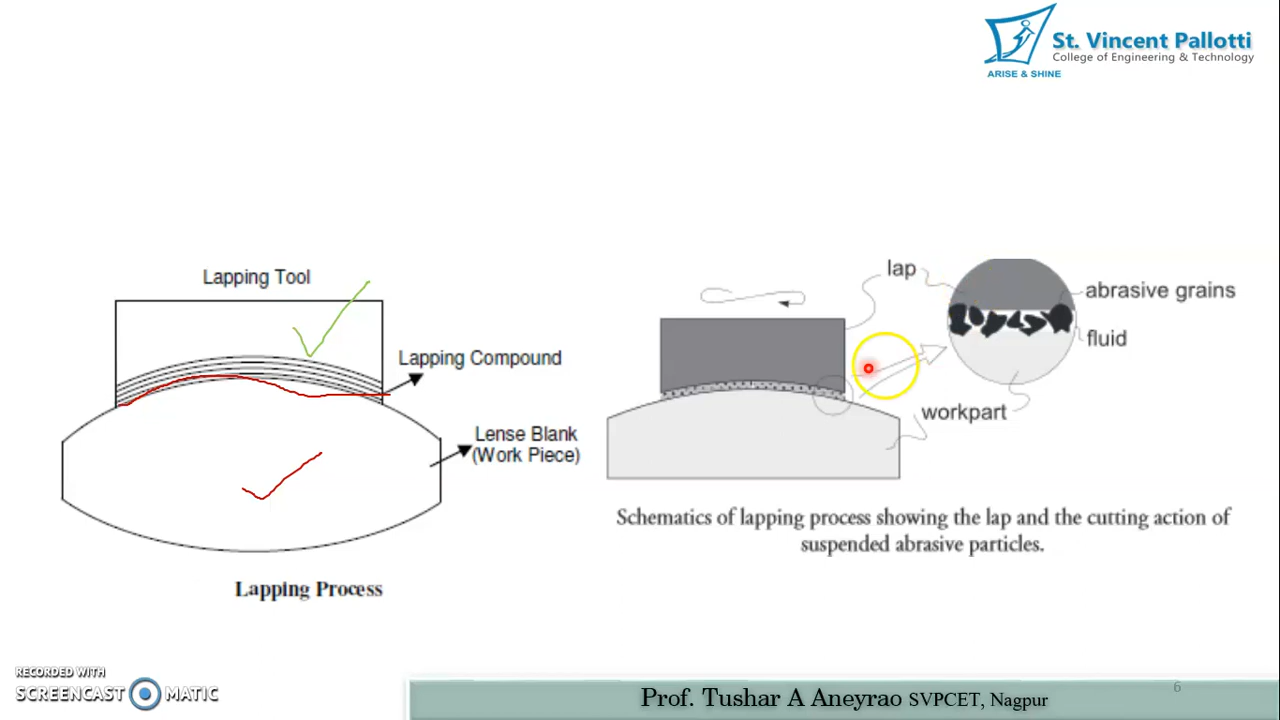 St. Vincent Pallotti
College of Engineering & Technology
ARISE & SHINE
Lapping Tool
Lapping Compound
Lense Blank
(Work Piece)
Lapping Process
lap
abrasive grains
fluid
workpart
Schematics of lapping process showing the lap and the cutting action of
suspended abrasive particles.
RECORDED WITH
SCREENCAST MATIC
Prof. Tushar A Aneyrao SVPCET, Nagpur
6